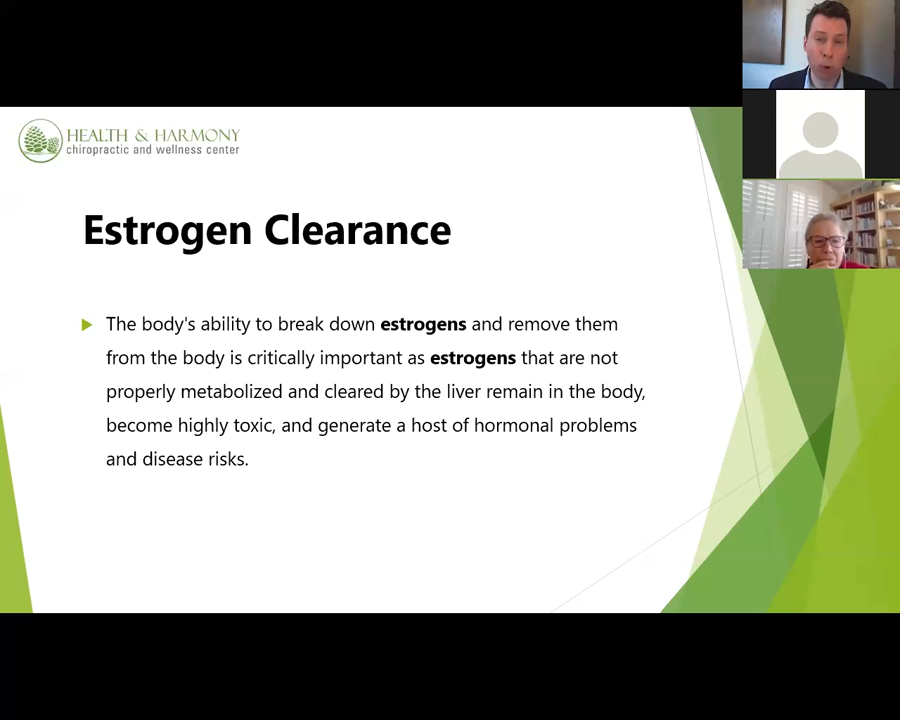 HEALTH & HARMONY
chiropractic and wellness center
Estrogen Clearance
The body's ability to break down estrogens and remove them
from the body is critically important as estrogens that are not
properly metabolized and cleared by the liver remain in the body,
become highly toxic, and generate a host of hormonal problems
and disease risks.